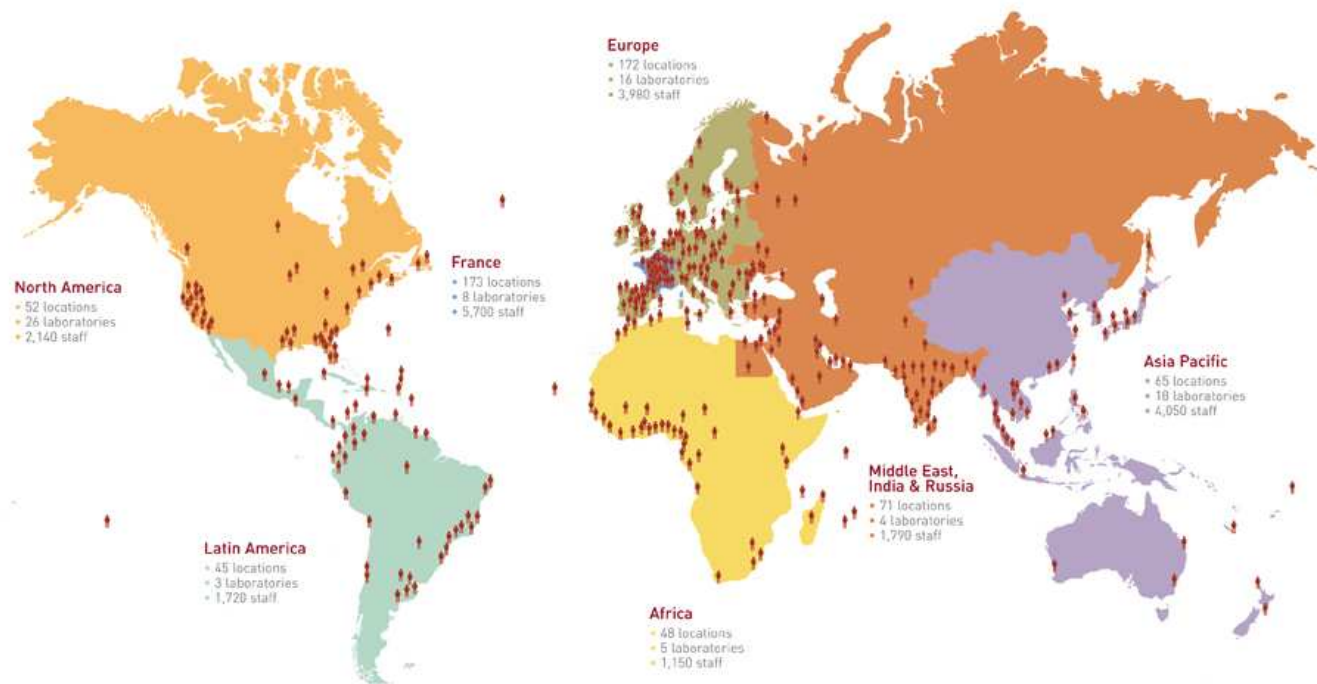 Europe
172 locations
16 laboratories
3,980 staff
North America
52 locations
26 laboratories
2,140 staff
France
173 locations
8 laboratories
5,700 staff
Asia Pacific
65 locations
18 laboratories
4,050 staff
Middle East,
India & Russia
71 locations
4 laboratories
1,790 staff
Latin America
45 locations
3 laboratories
1,720 staff
Africa
48 locations
5 laboratories
1,150 staff